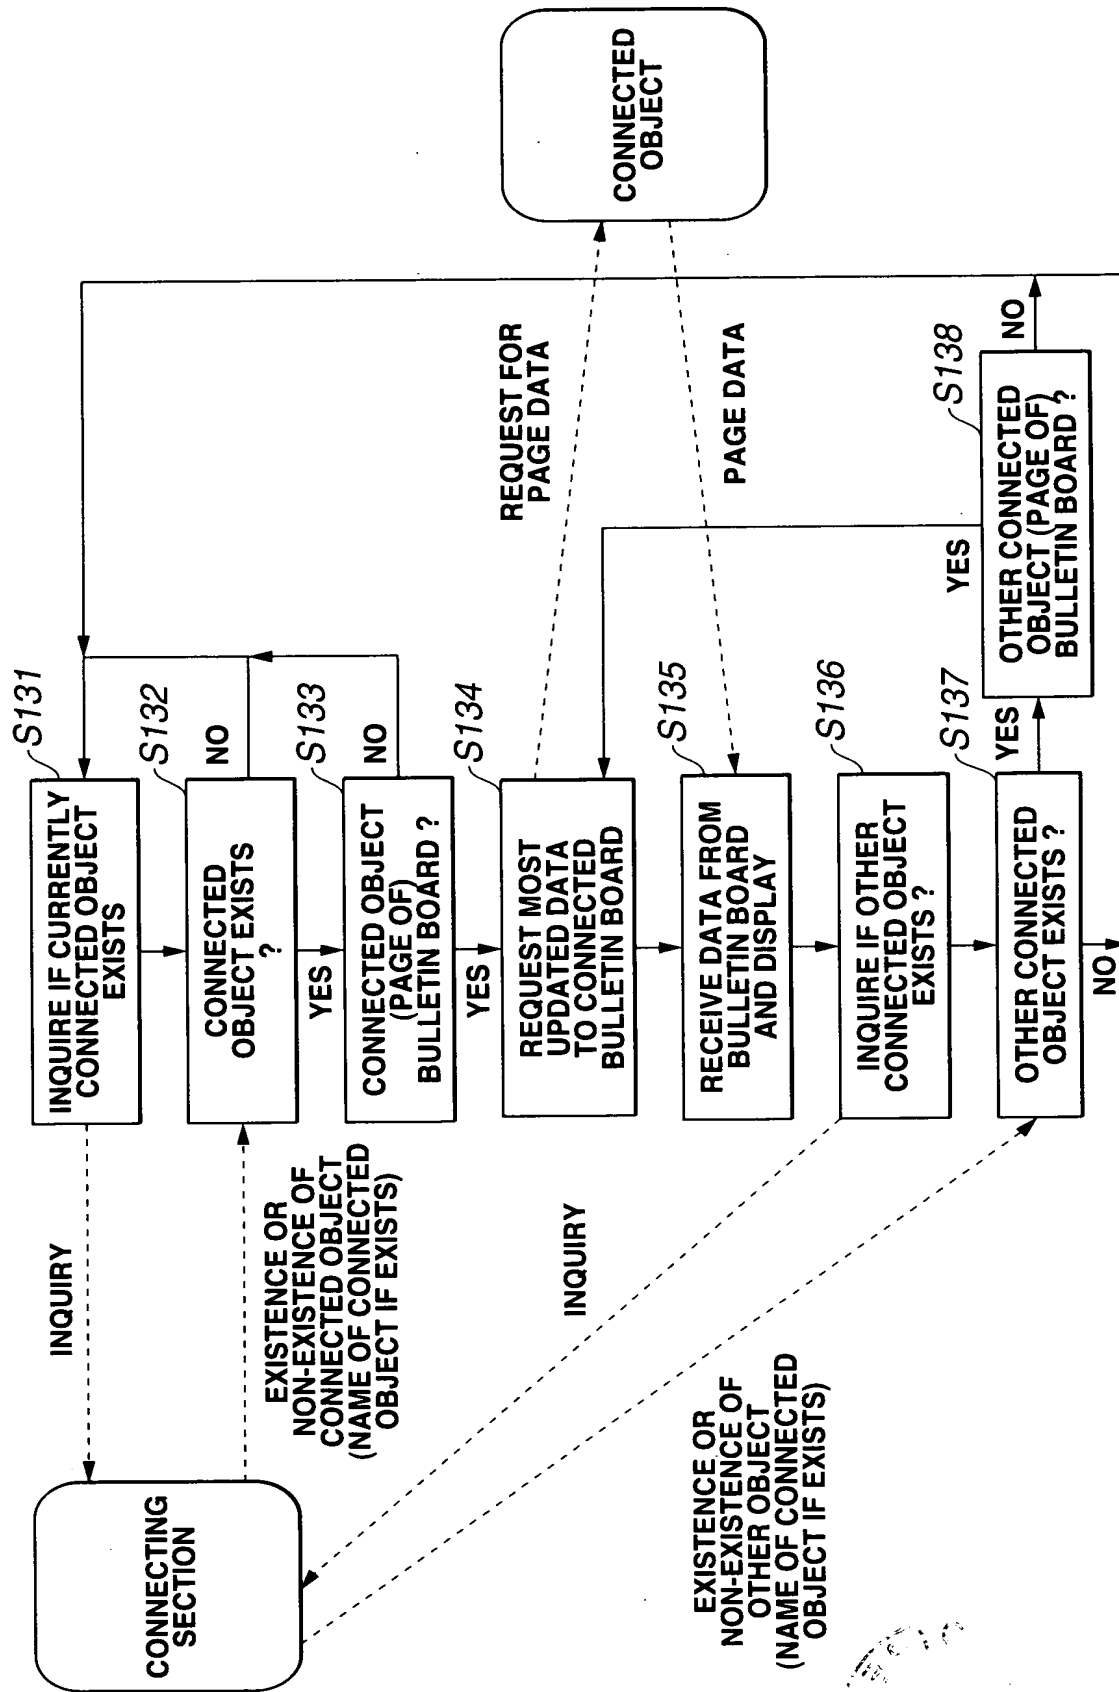 CONNECTING
SECTION
INQUIRY
EXISTENCE OR
NON-EXISTENCE OF
CONNECTED OBJECT
(NAME OF CONNECTED
OBJECT IF EXISTS)
INQUIRY
EXISTENCE OR
NON-EXISTENCE OF
OTHER OBJECT
(NAME OF CONNECTED
OBJECT IF EXISTS)
S131
INQUIRE IF CURRENTLY
CONNECTED OBJECT
EXISTS
S132
CONNECTED
OBJECT EXISTS
?
NO
YES
S133
CONNECTED OBJECT
(PAGE OF)
BULLETIN BOARD ?
NO
YES
S134
REQUEST MOST
UPDATED DATA
TO CONNECTED
BULLETIN BOARD
S135
RECEIVE DATA FROM
BULLETIN BOARD
AND DISPLAY
S136
INQUIRE IF OTHER
CONNECTED OBJECT
EXISTS ?
S137
OTHER CONNECTED
OBJECT EXISTS ?
YES
NO
S138
OTHER CONNECTED
OBJECT (PAGE OF)
BULLETIN BOARD ?
YES
NO
REQUEST FOR
PAGE DATA
PAGE DATA
CONNECTED
OBJECT